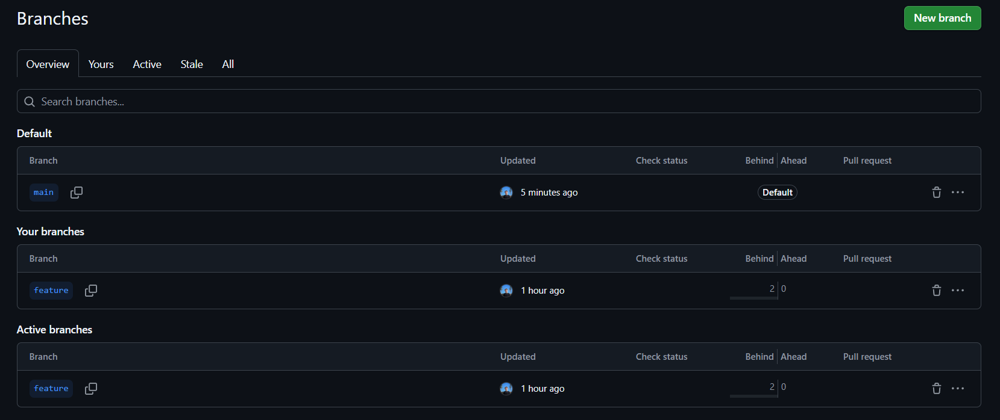 Branches
New branch
Overview Yours Active Stale All
Search branches...
Default
Branch Updated Check status Behind Ahead Pull request
main 5 minutes ago Default
Your branches
Branch Updated Check status Behind Ahead Pull request
feature 1 hour ago 2 0
Active branches
Branch Updated Check status Behind Ahead Pull request
feature 1 hour ago 2 0